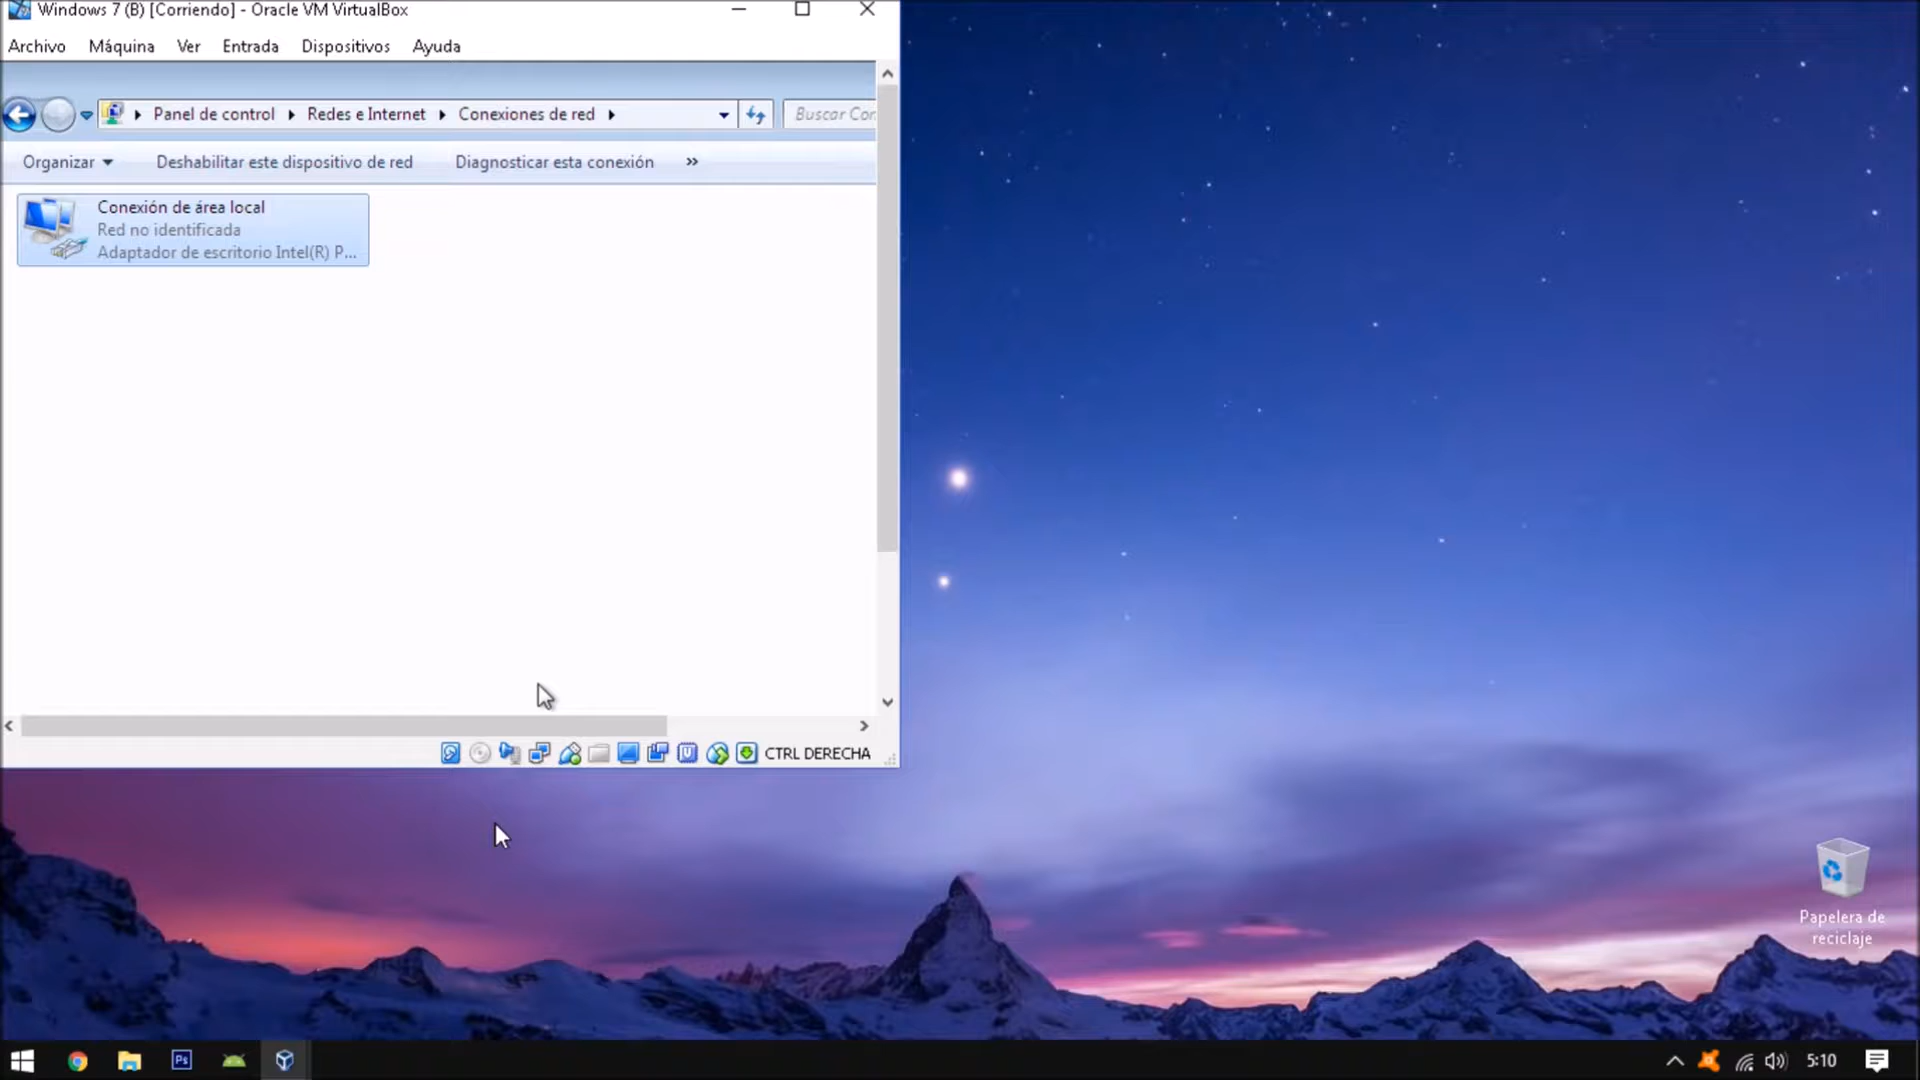 Windows 7 (B) [Corriendo] - Oracle VM VirtualBox
Archivo Máquina Ver Entrada Dispositivos Ayuda
Panel de control Redes e Internet Conexiones de red Buscar Con
Organizar Deshabilitar este dispositivo de red Diagnosticar esta conexión »
Conexión de área local
Red no identificada
Adaptador de escritorio Intel(R) P...
CTRL DERECHA
Papelera de
reciclaje
Ps
5:10